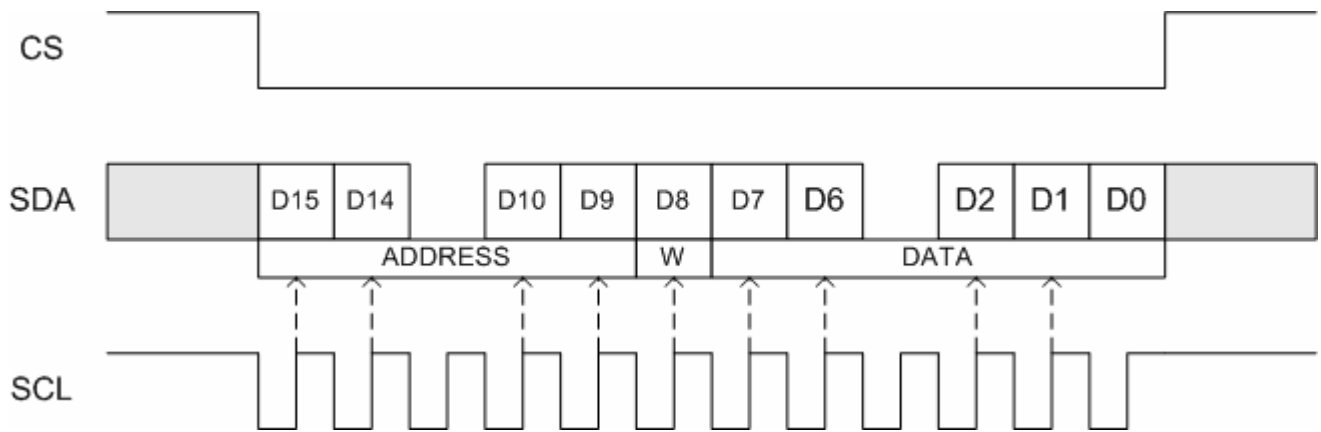 CS
SDA D15 D14 D10 D9 D8 D7 D6 D2 D1 D0
ADDRESS W DATA
SCL